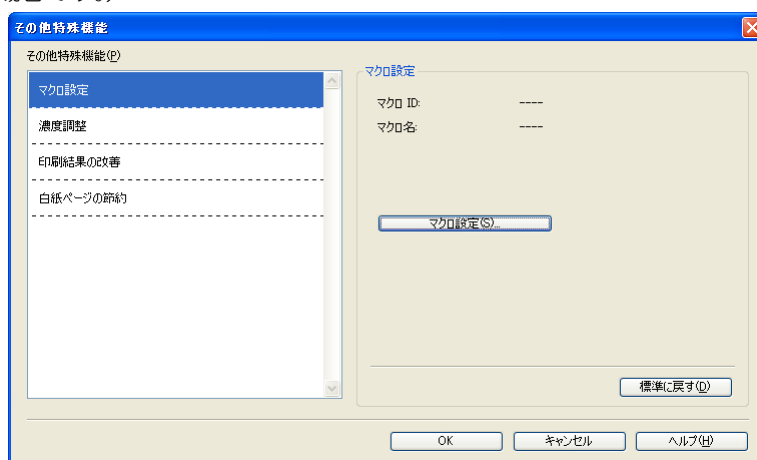 その他特殊機能
その他特殊機能(P)
マクロ設定
濃度調整
印刷結果の改善
白紙ページの節約
マクロ設定
マクロ ID: ----
マクロ名: ----
マクロ設定(S)...
標準に戻す(D)
OK キャンセル ヘルプ(H)